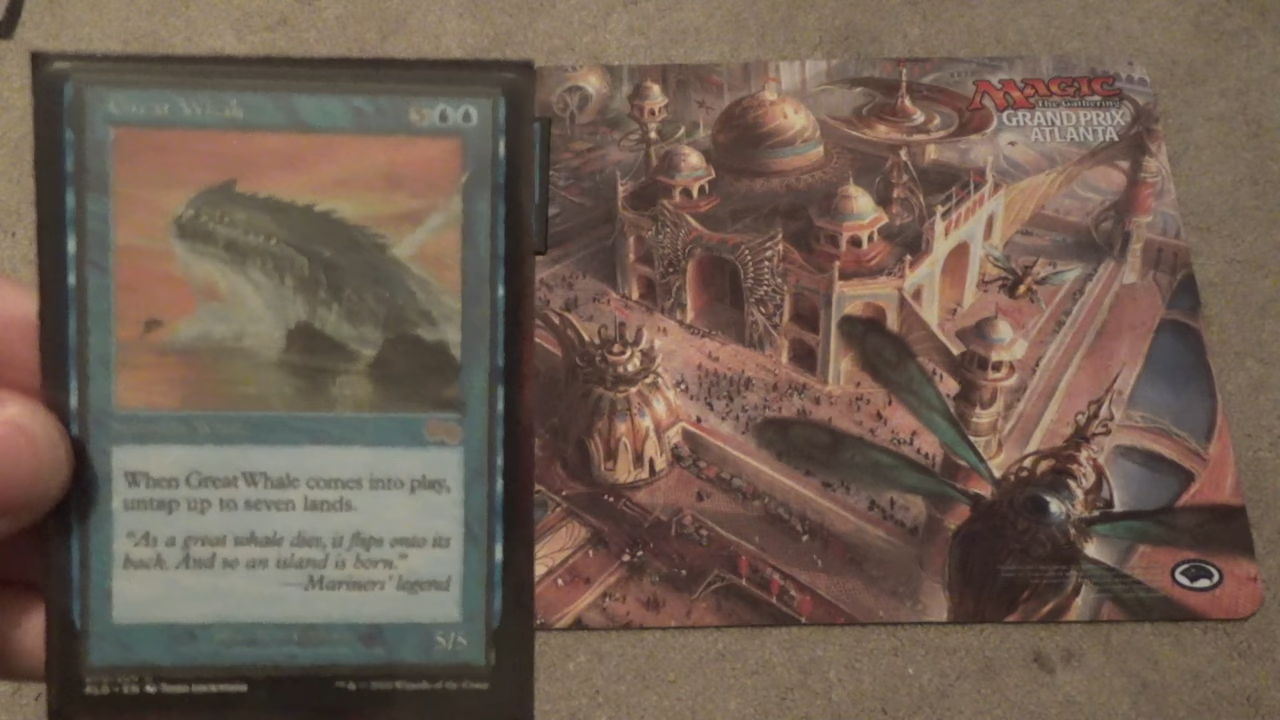 Great Whale
When Great Whale comes into play,
untap up to seven lands.
"As a great whale dies, it flips onto its
back. And so an island is born."
—Mariners' legend
5/5
MAGIC
The Gathering
GRAND PRIX
ATLANTA